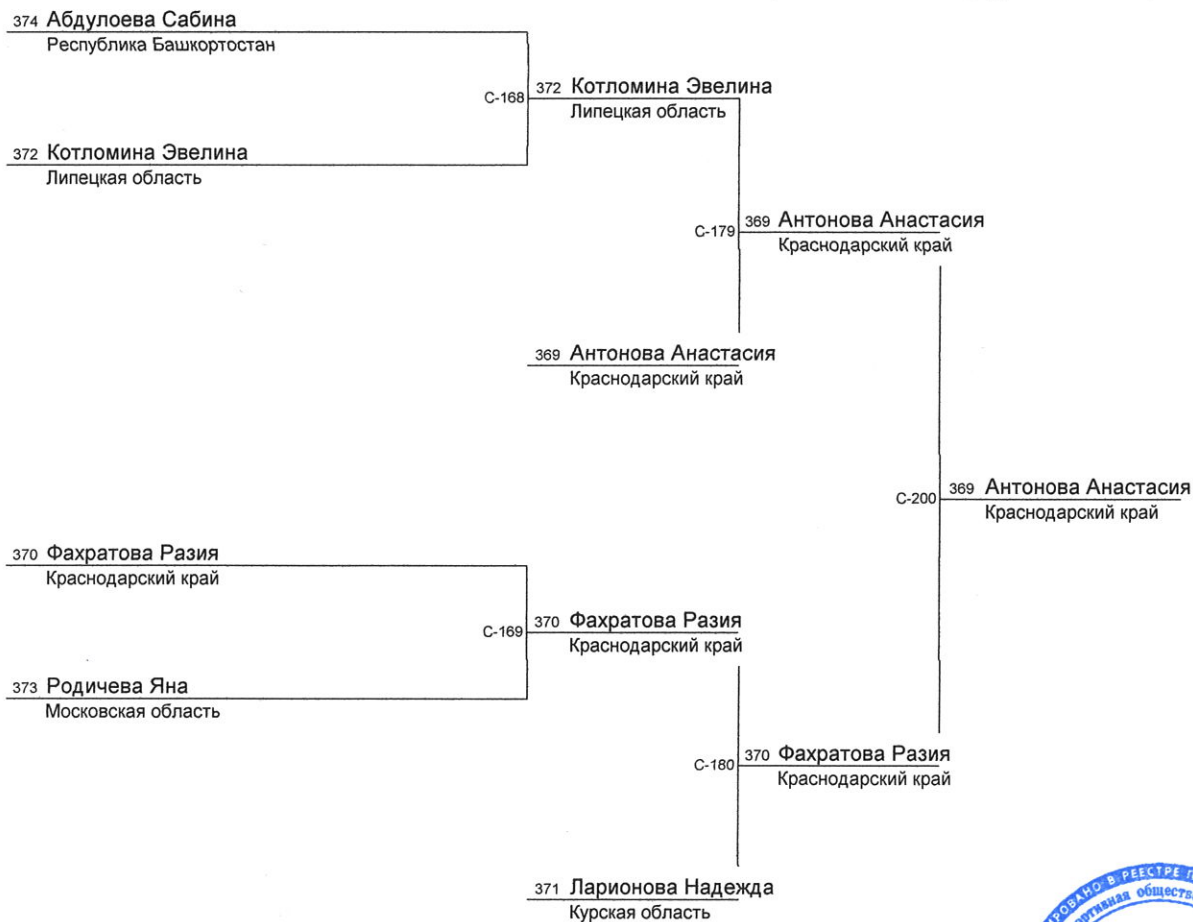 374 Абдулоева Сабина
Республика Башкортостан
С-168
372 Котломина Эвелина
Липецкая область
372 Котломина Эвелина
Липецкая область
С-179
369 Антонова Анастасия
Краснодарский край
369 Антонова Анастасия
Краснодарский край
С-200
369 Антонова Анастасия
Краснодарский край
370 Фахратова Разия
Краснодарский край
С-169
370 Фахратова Разия
Краснодарский край
373 Родичева Яна
Московская область
С-180
370 Фахратова Разия
Краснодарский край
371 Ларионова Надежда
Курская область
В РЕЕСТРЕ